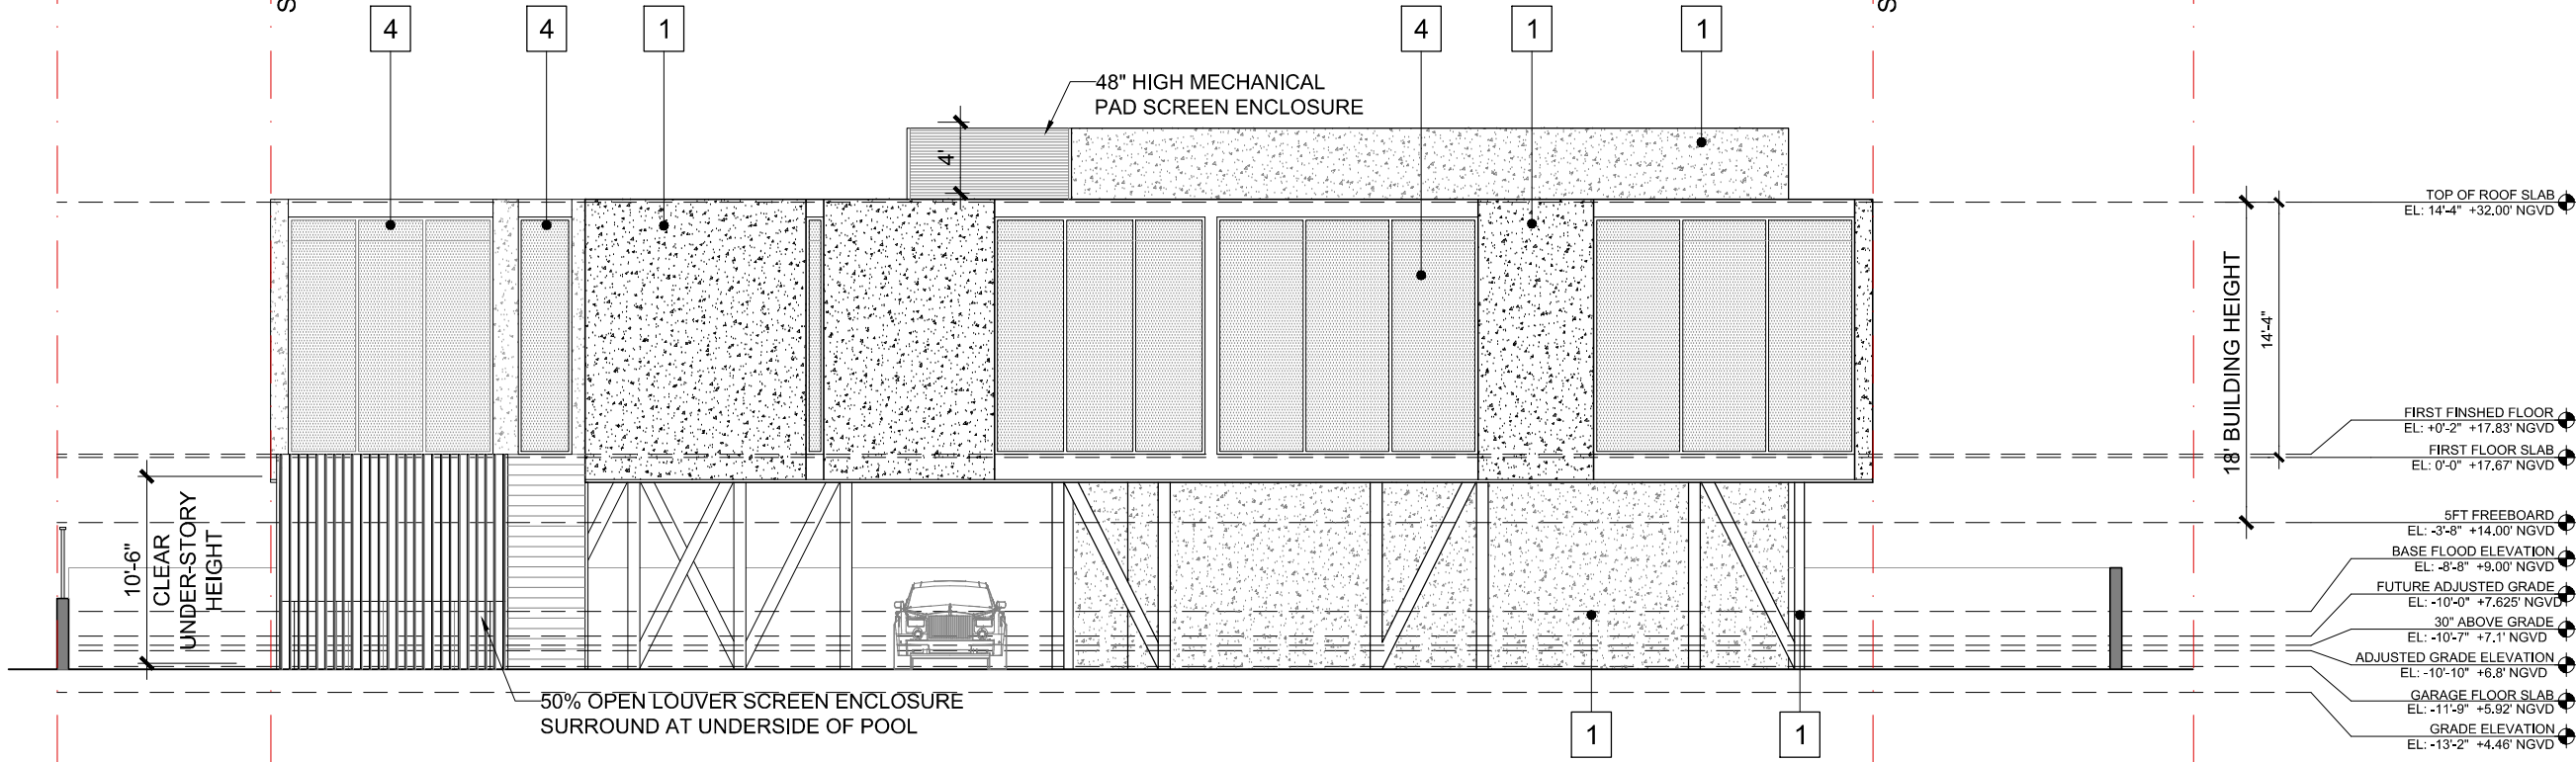 S
S
4
4
1
4
1
1
48" HIGH MECHANICAL
PAD SCREEN ENCLOSURE
4'
TOP OF ROOF SLAB
EL: 14'-4" +32.00' NGVD
18' BUILDING HEIGHT
14'-4"
FIRST FINSHED FLOOR
EL: +0'-2" +17.83' NGVD
FIRST FLOOR SLAB
EL: 0'-0" +17.67' NGVD
10'-6"
CLEAR
UNDER-STORY
HEIGHT
5FT FREEBOARD
EL: -3'-8" +14.00' NGVD
BASE FLOOD ELEVATION
EL: -8'-8" +9.00' NGVD
FUTURE ADJUSTED GRADE
EL: -10'-0" +7.625' NGVD
30" ABOVE GRADE
EL: -10'-7" +7.1' NGVD
ADJUSTED GRADE ELEVATION
EL: -10'-10" +6.8' NGVD
GARAGE FLOOR SLAB
EL: -11'-9" +5.92' NGVD
GRADE ELEVATION
EL: -13'-2" +4.46' NGVD
50% OPEN LOUVER SCREEN ENCLOSURE
SURROUND AT UNDERSIDE OF POOL
1
1